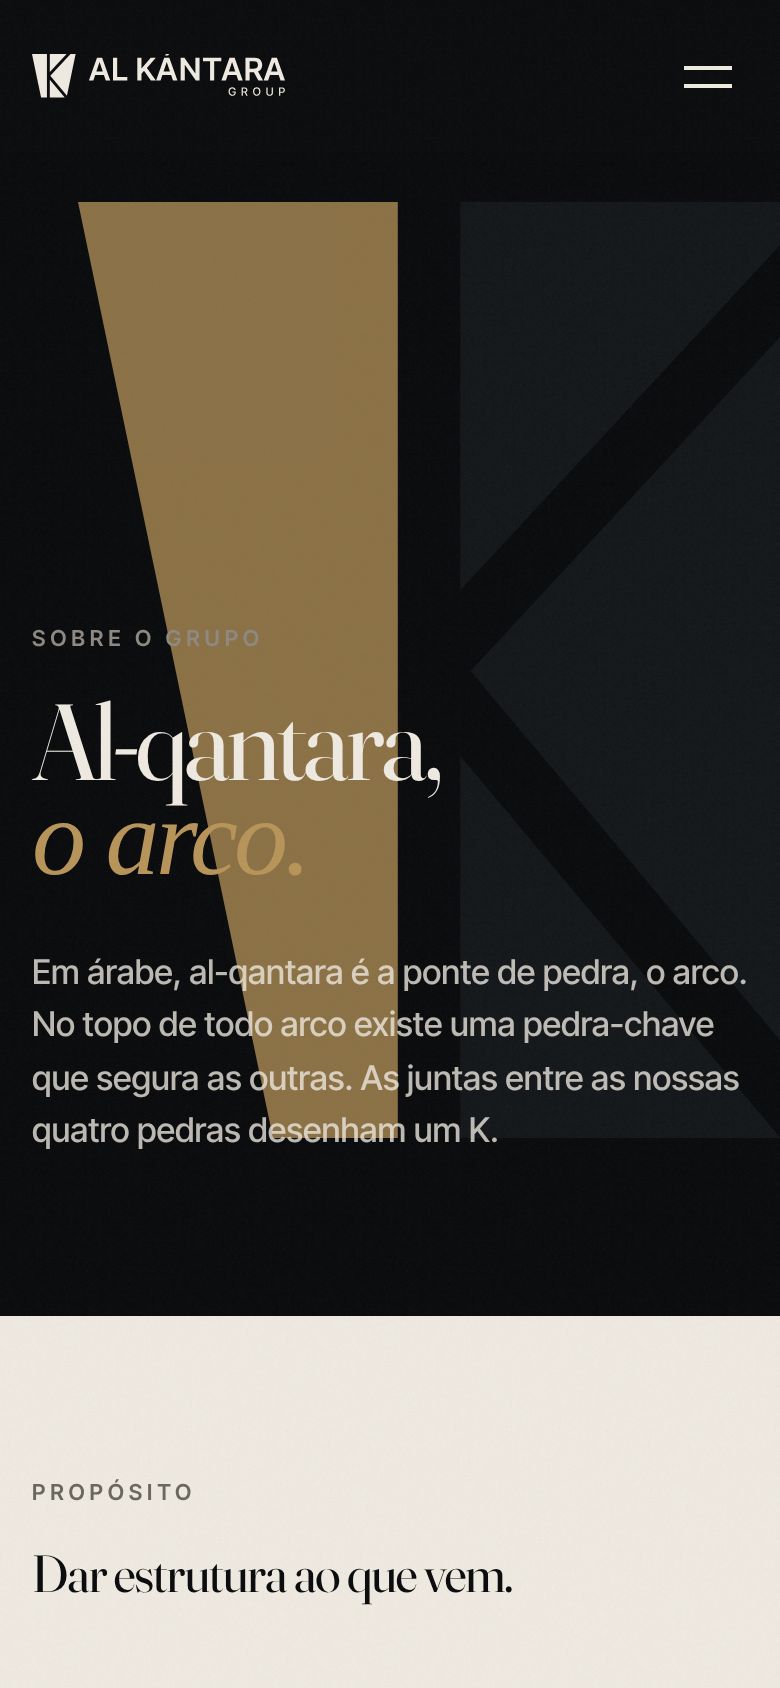 AL KÁNTARA
GROUP
SOBRE O GRUPO
Al-qantara,
o arco.
Em árabe, al-qantara é a ponte de pedra, o arco.
No topo de todo arco existe uma pedra-chave
que segura as outras. As juntas entre as nossas
quatro pedras desenham um K.
PROPÓSITO
Dar estrutura ao que vem.